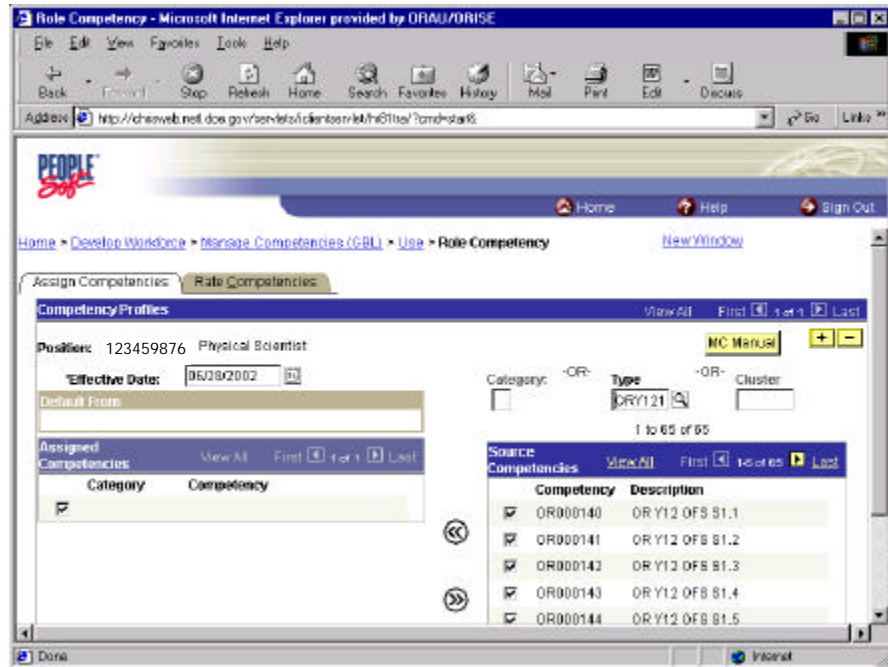 Role Competency - Microsoft Internet Explorer provided by ORAU/ORISE
File Edit View Favorites Tools Help
Back Forward Stop Refresh Home Search Favorites History Mail Print Edit Discuss
Address Go Links »
PEOPLE Soft
Home Help Sign Out
Home > Develop Workforce > Manage Competencies (GBL) > Use > Role Competency New Window
Assign Competencies Rate Competencies
Competency Profiles View All First 1 of 1 Last
Position: 123459876 Physical Scientist MC Manual + −
*Effective Date: 06/28/2002 Category: -OR- Type -OR- Cluster
ORY121
Default From
1 to 65 of 65
Assigned Competencies View All First 1 of 1 Last
Source Competencies View All First 1-5 of 65 Last
Category Competency
Competency Description
OR000140 OR Y12 OFS S1.1
OR000141 OR Y12 OFS S1.2
OR000142 OR Y12 OFS S1.3
OR000143 OR Y12 OFS S1.4
OR000144 OR Y12 OFS S1.5
Done Internet